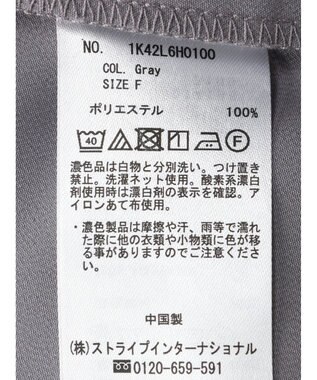 NO. 1K42L6H0100
COL. Gray
SIZE F
ポリエステル 100%
40 F
濃色品は白物と分別洗い。つけ置き
禁止。洗濯ネット使用。酸素系漂白
剤使用時は漂白剤の表示を確認。ア
イロンあて布使用。
・濃色製品は摩擦や汗、雨等で濡れ
た際に他の衣類や小物類に色が移
る事がありますのでご注意くださ
い。
中国製
(株)ストライプインターナショナル
0120-659-591